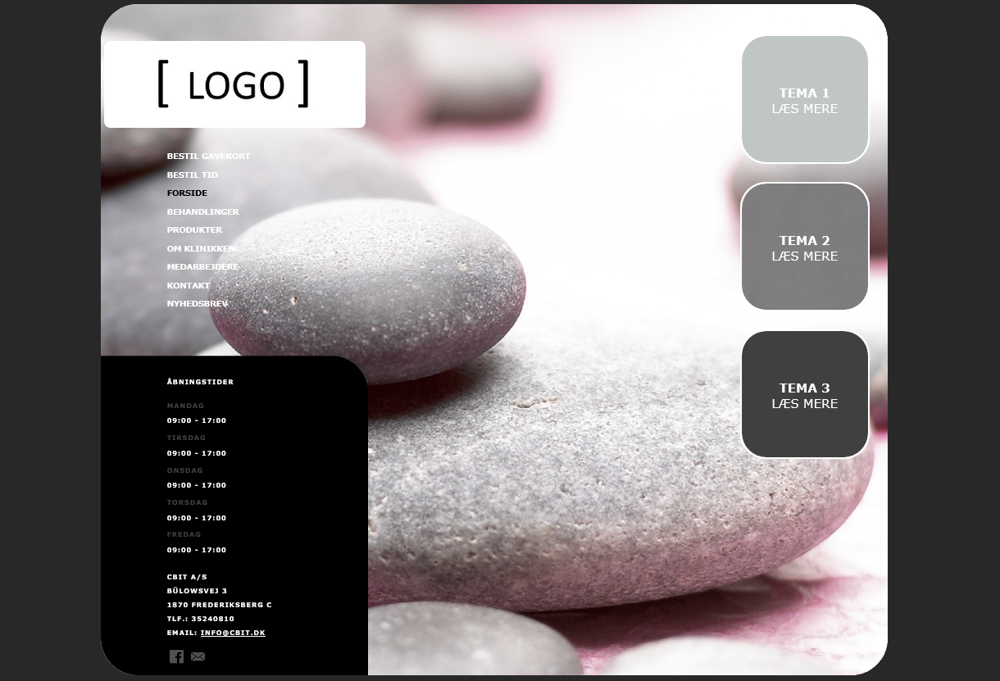 [ LOGO ]
BESTIL GAVEKORT
BESTIL TID
FORSIDE
BEHANDLINGER
PRODUKTER
OM KLINIKKEN
MEDARBEJDERE
KONTAKT
NYHEDSBREV
ÅBNINGSTIDER
MANDAG
09:00 - 17:00
TIRSDAG
09:00 - 17:00
ONSDAG
09:00 - 17:00
TORSDAG
09:00 - 17:00
FREDAG
09:00 - 17:00
CBIT A/S
BÜLOWSVEJ 3
1870 FREDERIKSBERG C
TLF.: 35240810
EMAIL: INFO@CBIT.DK
TEMA 1
LÆS MERE
TEMA 2
LÆS MERE
TEMA 3
LÆS MERE